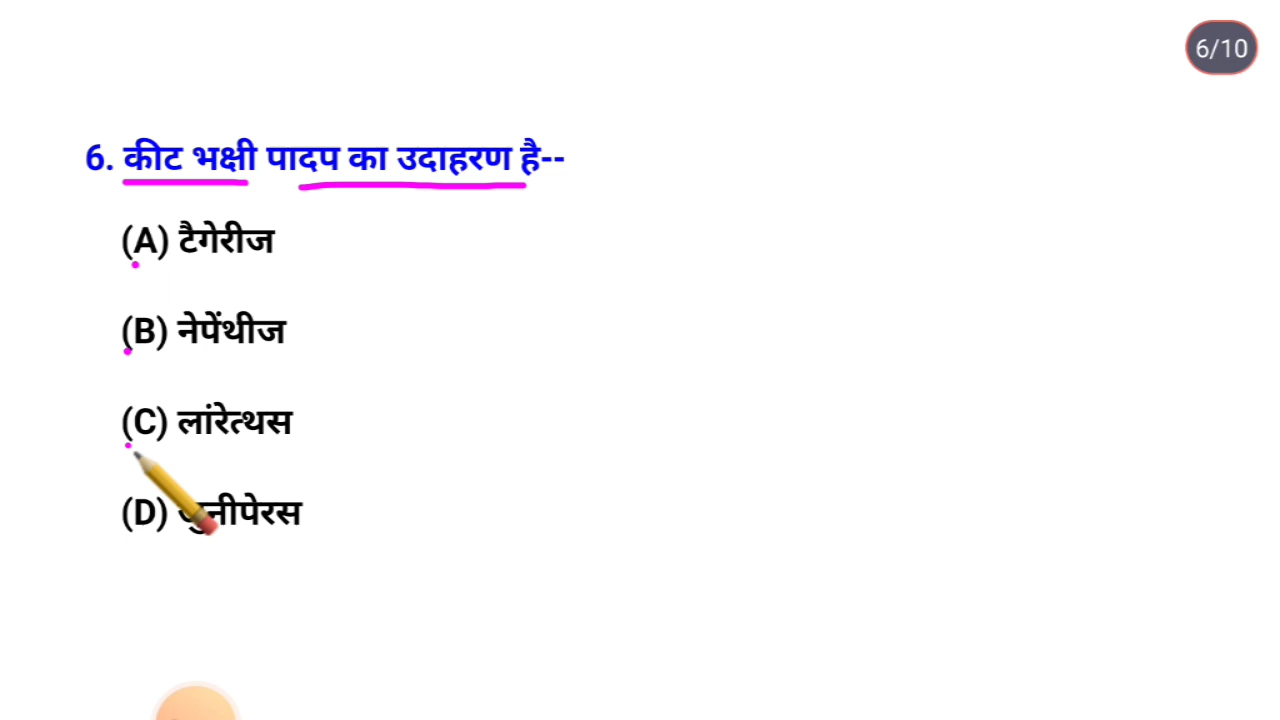 6/10
6. कीट भक्षी पादप का उदाहरण है--
(A) टैगेरीज
(B) नेपेंथीज
(C) लांरेत्थस
(D) जुनीपेरस